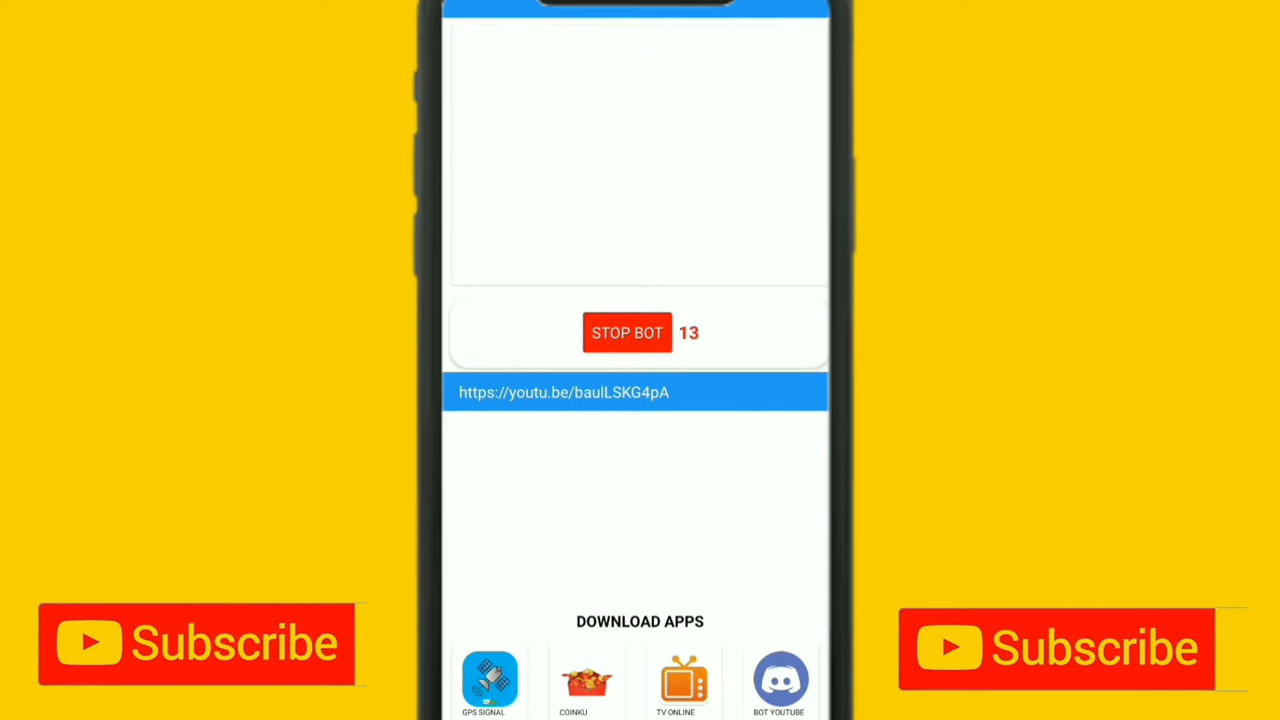 STOP BOT 13
https://youtu.be/baulLSKG4pA
DOWNLOAD APPS
GPS SIGNAL
COINKU
TV ONLINE
BOT YOUTUBE
Subscribe
Subscribe